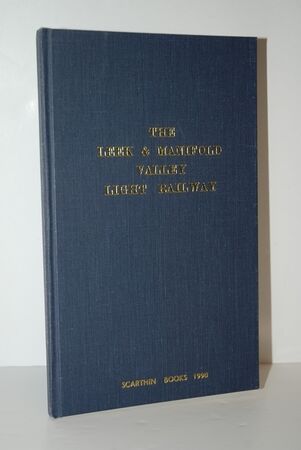 THE
LEEK & MANIFOLD
VALLEY
LIGHT RAILWAY
SCARTHIN BOOKS 1990